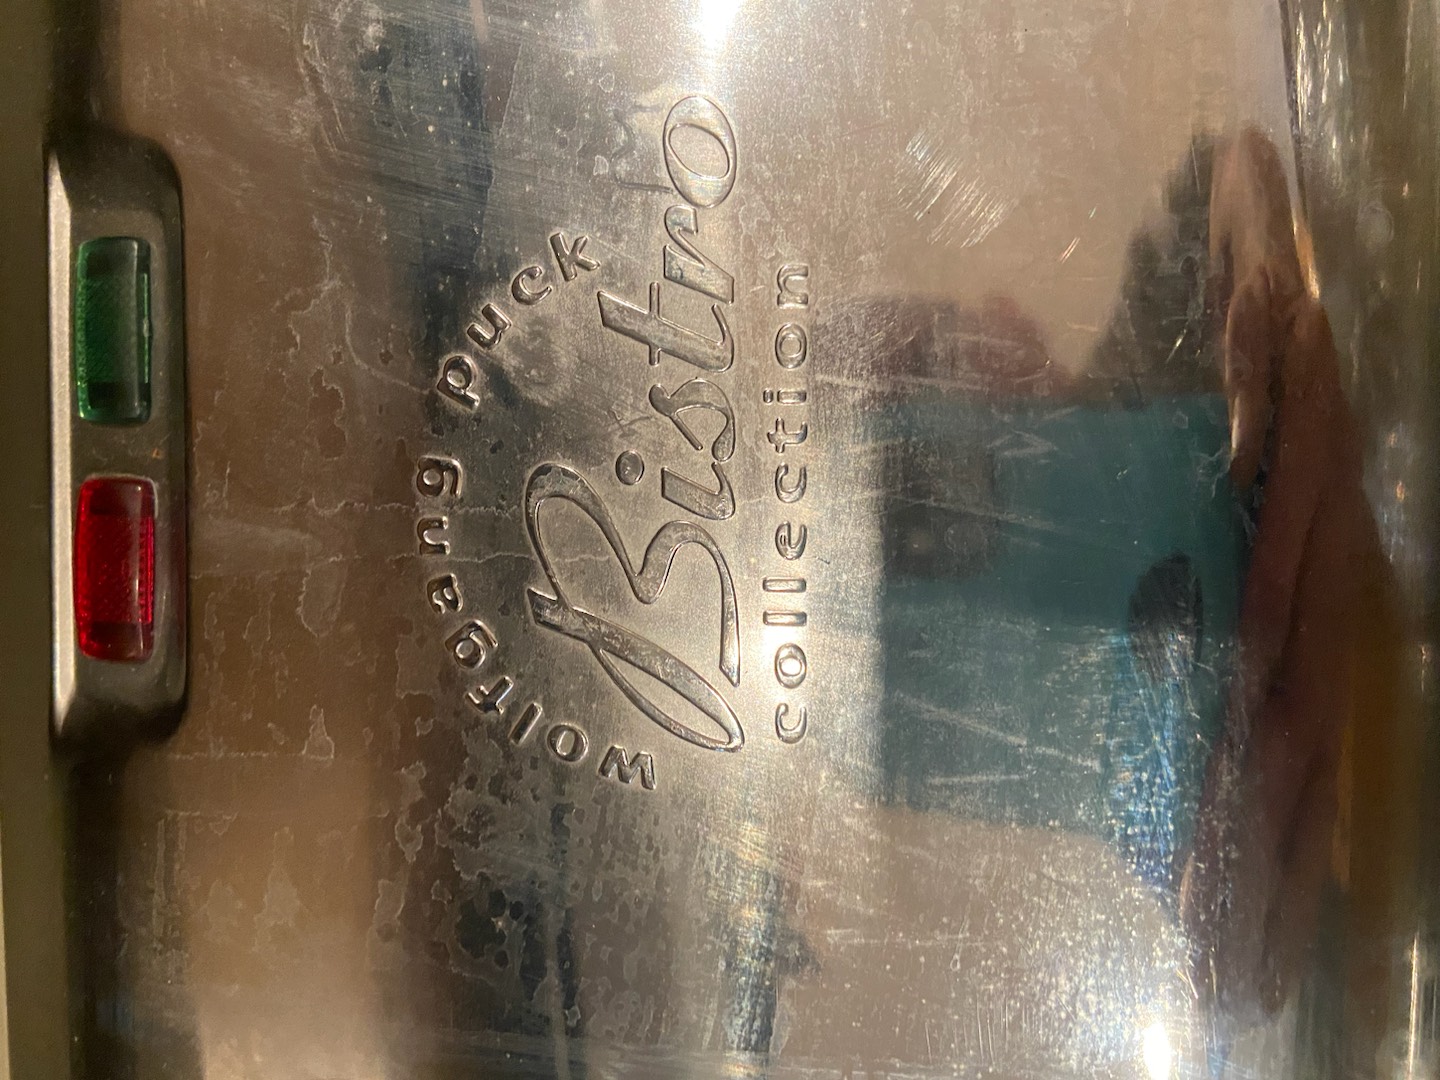 wolfgang puck
Bistro
collection